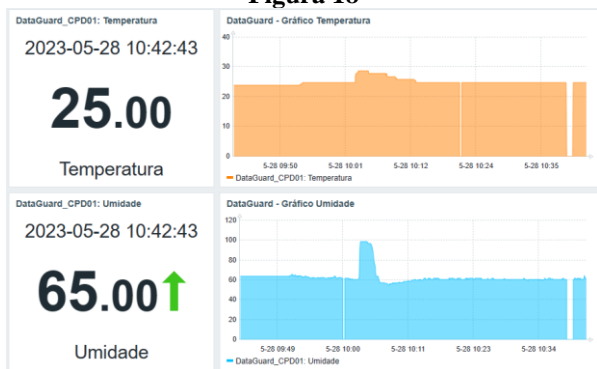 Figura 18
DataGuard_CPD01: Temperatura
2023-05-28 10:42:43
25.00
Temperatura
DataGuard - Gráfico Temperatura
40
30
20
10
0
5-28 09:50 5-28 10:01 5-28 10:12 5-28 10:24 5-28 10:35
DataGuard_CPD01: Temperatura
DataGuard_CPD01: Umidade
2023-05-28 10:42:43
65.00
Umidade
DataGuard - Gráfico Umidade
120
100
80
60
40
20
0
5-28 09:49 5-28 10:00 5-28 10:11 5-28 10:23 5-28 10:34
DataGuard_CPD01: Umidade